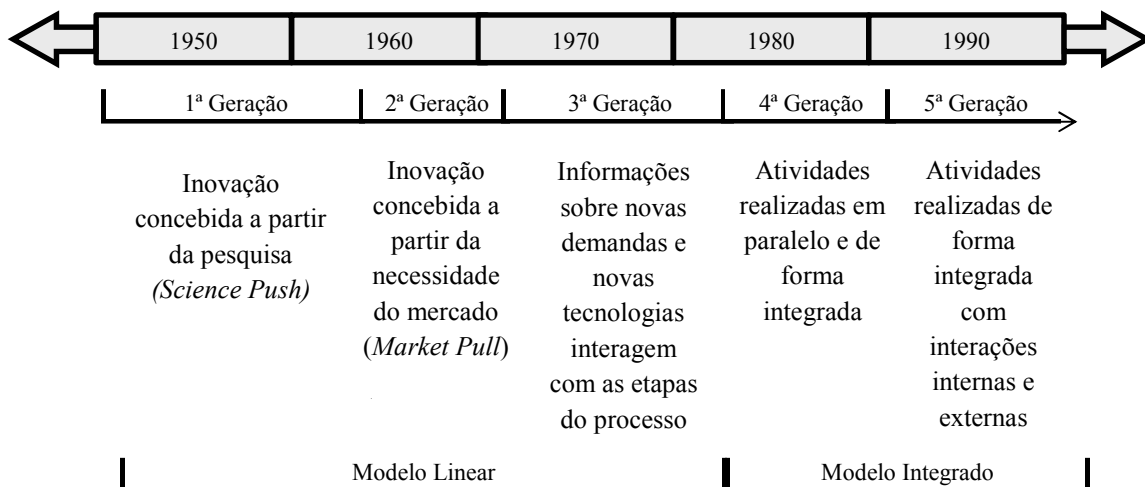 1950 1960 1970 1980 1990
1ª Geração 2ª Geração 3ª Geração 4ª Geração 5ª Geração
Inovação
concebida a partir
da pesquisa
(Science Push)
Inovação
concebida a
partir da
necessidade
do mercado
(Market Pull)
Informações
sobre novas
demandas e
novas
tecnologias
interagem
com as etapas
do processo
Atividades
realizadas em
paralelo e de
forma
integrada
Atividades
realizadas de
forma
integrada
com
interações
internas e
externas
Modelo Linear Modelo Integrado